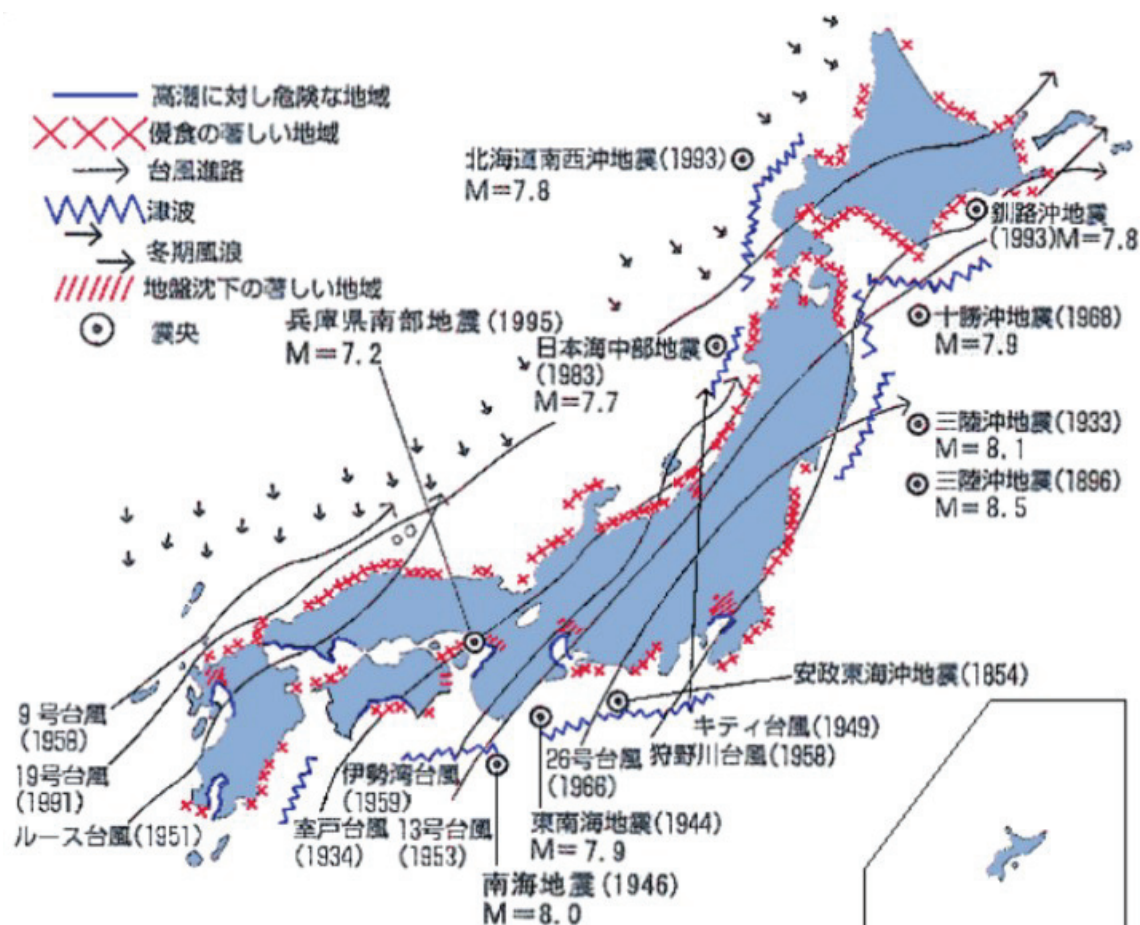 高潮に対し危険な地域
侵食の著しい地域
台風進路
津波
冬期風浪
地盤沈下の著しい地域
震央
北海道南西沖地震(1993)
M=7.8
釧路沖地震
(1993)M=7.8
兵庫県南部地震(1995)
M=7.2
日本海中部地震
(1983)
M=7.7
十勝沖地震(1968)
M=7.9
三陸沖地震(1933)
M=8.1
三陸沖地震(1896)
M=8.5
安政東海沖地震(1854)
9号台風
(1958)
19号台風
(1991)
ルース台風(1951)
室戸台風
(1934)
伊勢湾台風
(1959)
13号台風
(1953)
26号台風
(1966)
狩野川台風(1958)
キティ台風(1949)
東南海地震(1944)
M=7.9
南海地震(1946)
M=8.0